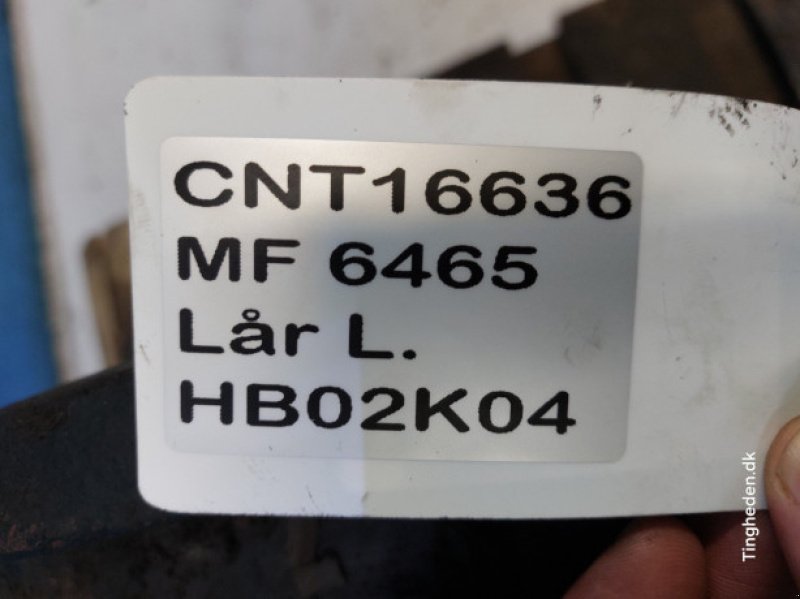 CNT16636
MF 6465
Lår L.
HB02K04
Tingheden.dk